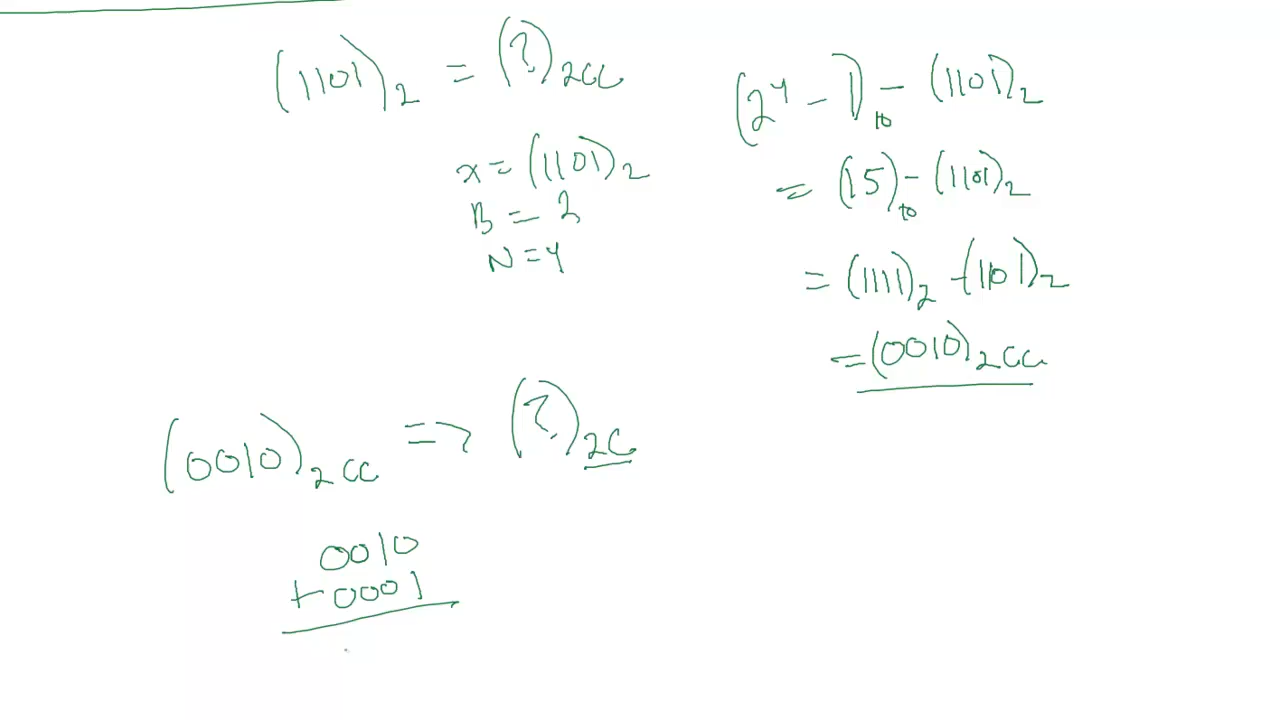 (1101)₂ = (?)₂CC
x = (1101)₂
B = 2
N = 4
(2⁴ - 1)₁₀ - (1101)₂
= (15)₁₀ - (1101)₂
= (1111)₂ - (1101)₂
= (0010)₂CC
(0010)₂CC => (?)₂C
0010
+ 0001